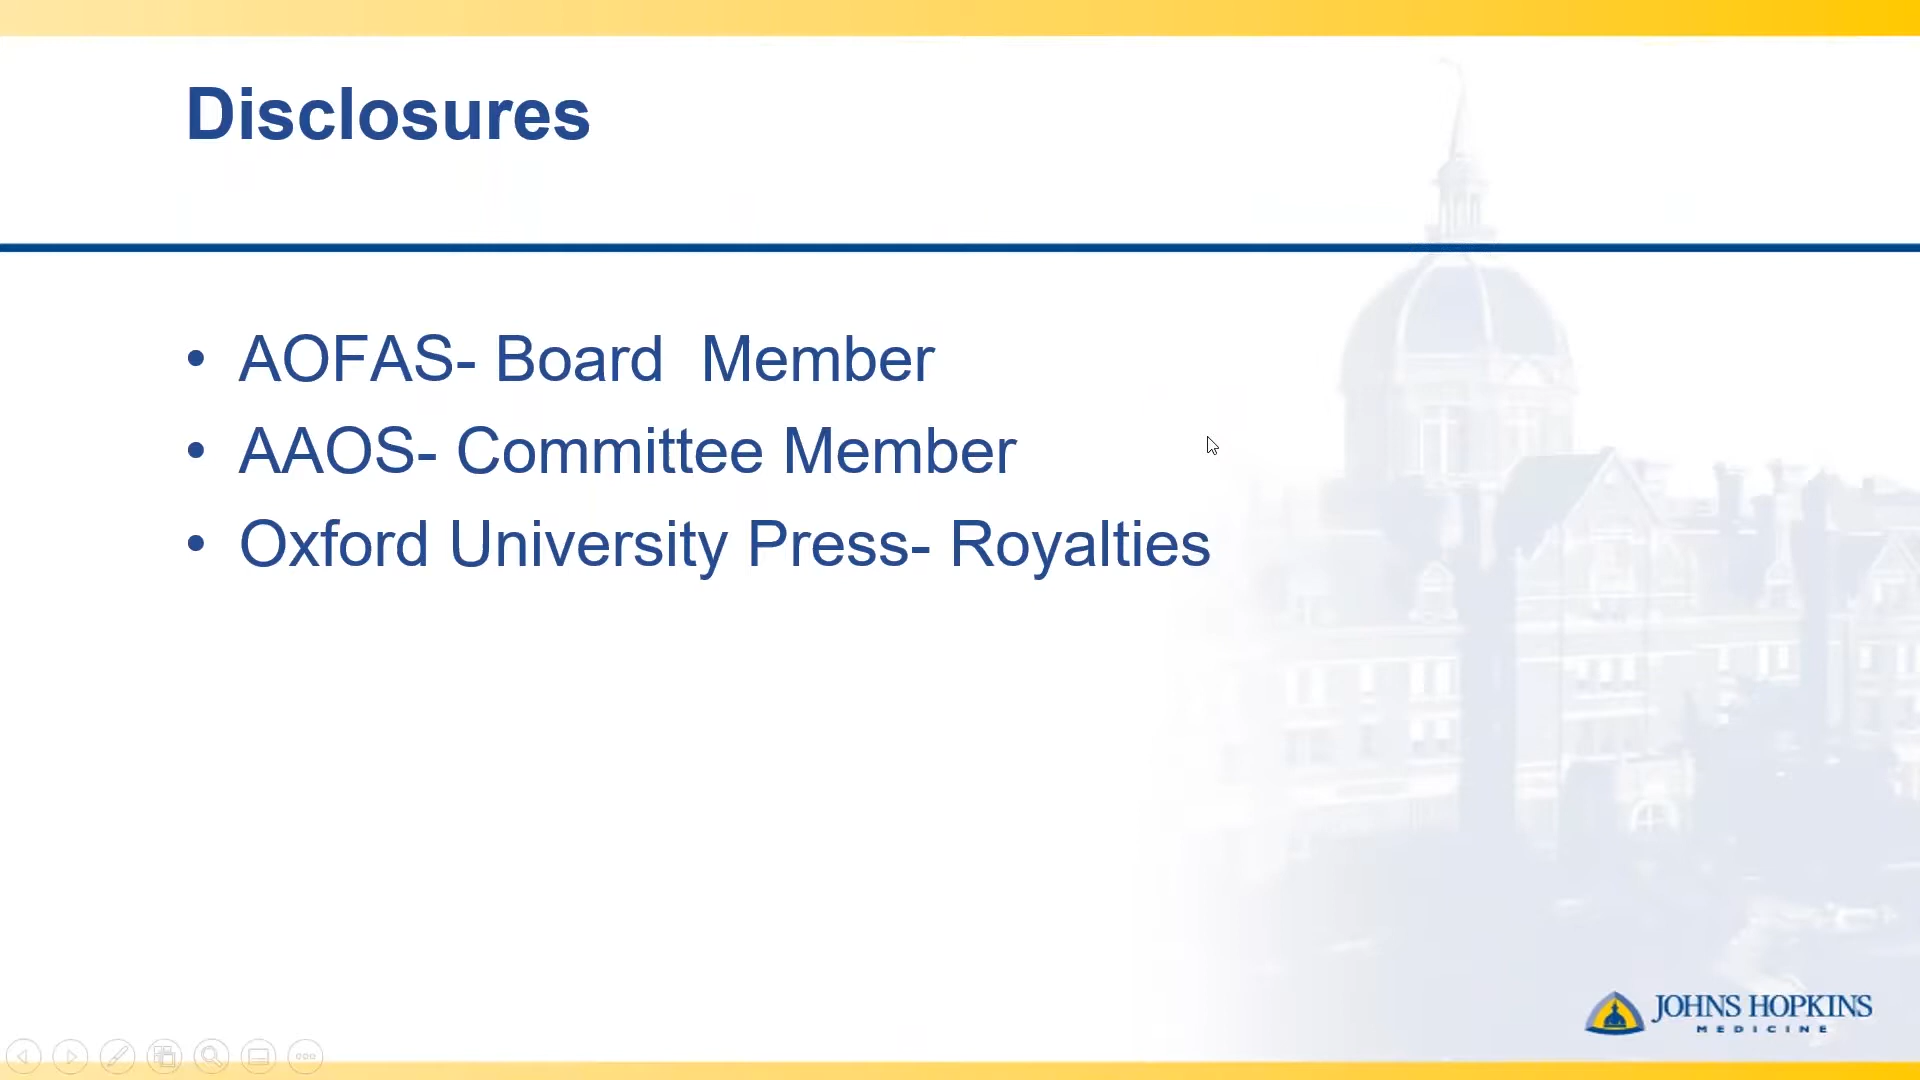 Disclosures
• AOFAS- Board  Member
• AAOS- Committee Member
• Oxford University Press- Royalties
JOHNS HOPKINS
MEDICINE